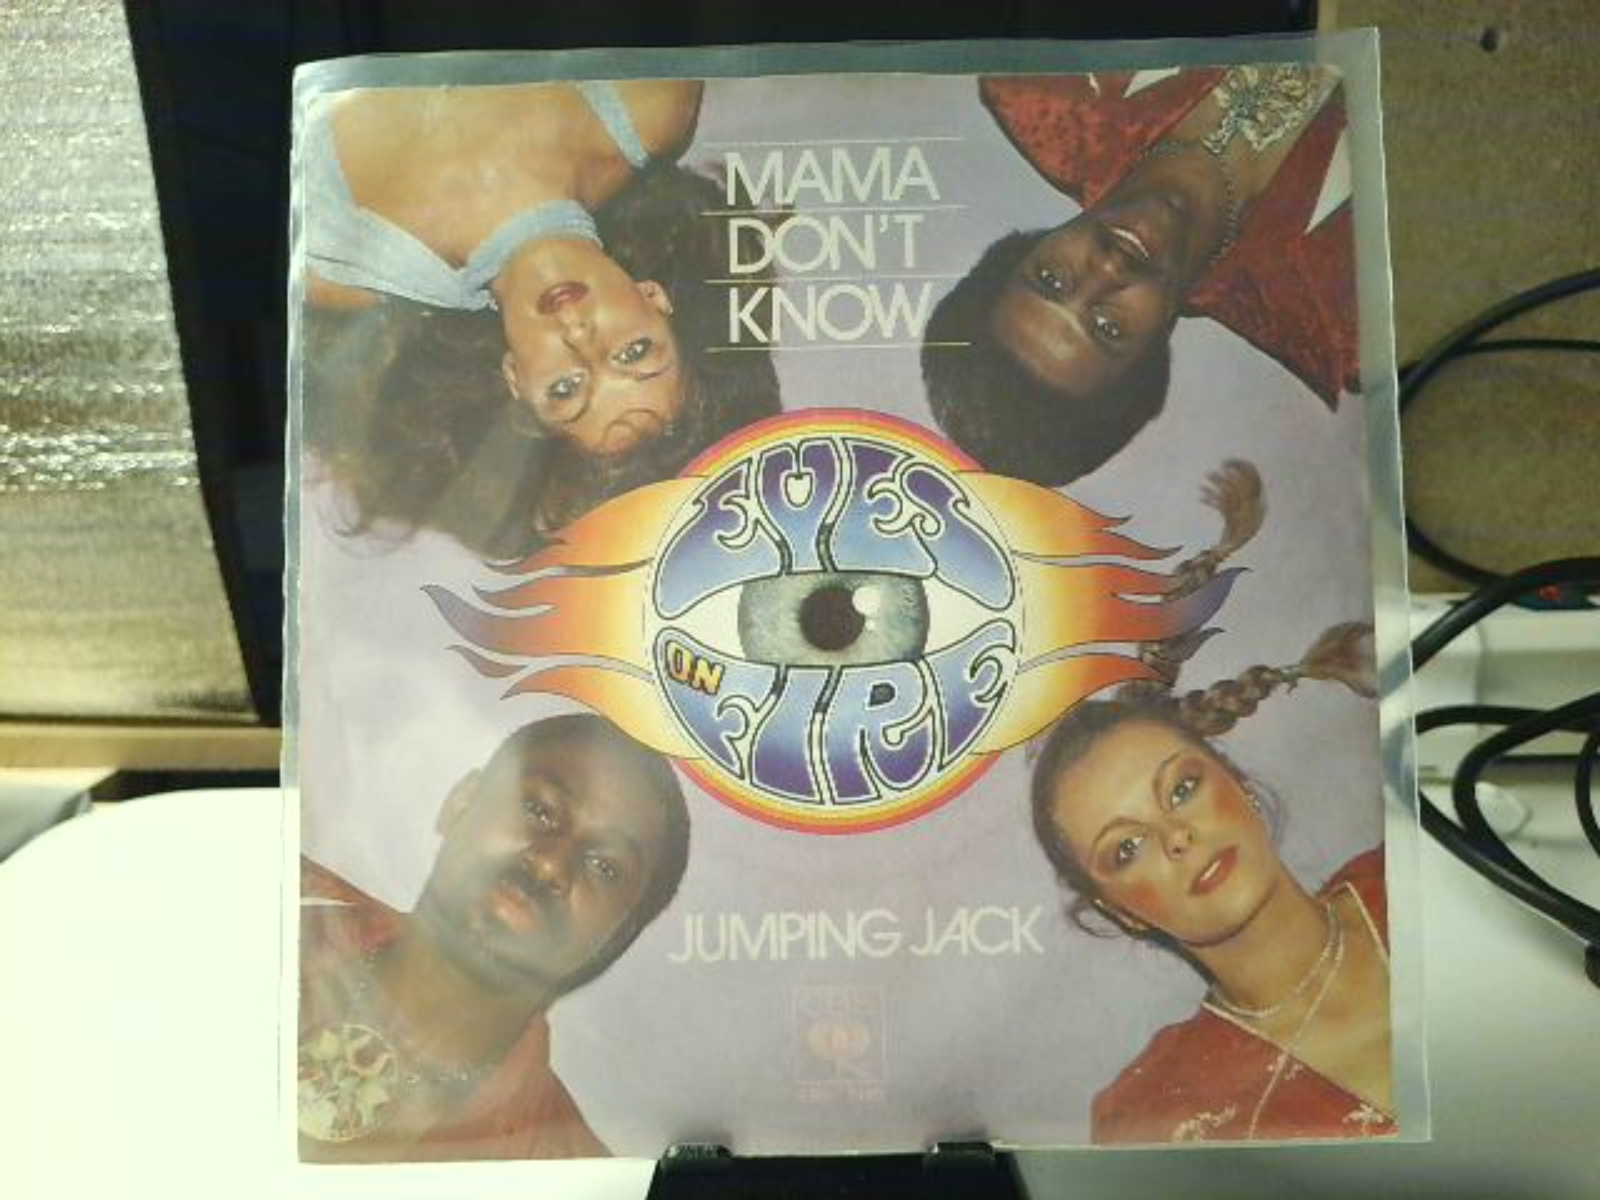 MAMA
DON'T
KNOW
EYES
ON
FIRE
JUMPING JACK
CBS